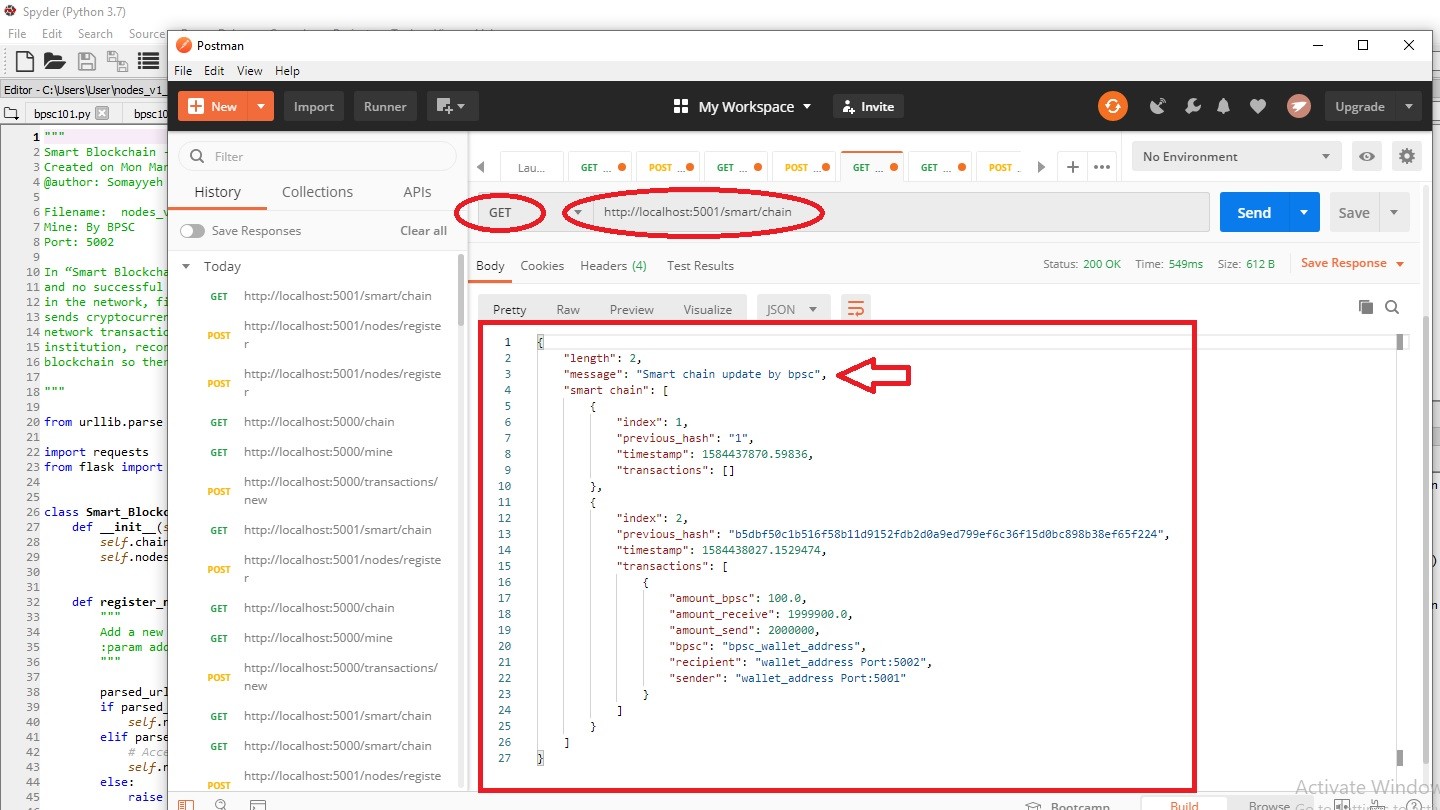 Spyder (Python 3.7)
File Edit Search Source
Editor - C:\Users\User\nodes_v1_
bpsc101.py
1 """
2 Smart Blockchain -
3 Created on Mon Mar
4 @author: Somayyeh
5
6 Filename: nodes_v
7 Mine: By BPSC
8 Port: 5002
9
10 In “Smart Blockcha
11 and no successful
12 in the network, fi
13 sends cryptocurren
14 network transactio
15 institution, recor
16 blockchain so ther
17
18 """
19
20 from urllib.parse
21
22 import requests
23 from flask import
24
25
26 class Smart_Blockc
27 def __init__(s
28 self.chain
29 self.nodes
30
31
32 def register_n
33 """
34 Add a new
35 :param add
36 """
37
38 parsed_url
39 if parsed_
40 self.n
41 elif parse
42 # Acce
43 self.n
44 else:
45 raise
Postman
File Edit View Help
New Import Runner My Workspace Invite Upgrade
Filter
History Collections APIs
Save Responses Clear all
Today
GET http://localhost:5001/smart/chain
POST http://localhost:5001/nodes/registe
r
POST http://localhost:5001/nodes/registe
r
GET http://localhost:5000/chain
GET http://localhost:5000/mine
POST http://localhost:5000/transactions/
new
GET http://localhost:5001/smart/chain
POST http://localhost:5001/nodes/registe
r
GET http://localhost:5000/chain
GET http://localhost:5000/mine
POST http://localhost:5000/transactions/
new
GET http://localhost:5001/smart/chain
GET http://localhost:5000/smart/chain
POST http://localhost:5001/nodes/registe
Lau... GET ... POST ... GET ... POST ... GET ... GET ... POST .
No Environment
GET http://localhost:5001/smart/chain Send Save
Body Cookies Headers (4) Test Results Status: 200 OK Time: 549ms Size: 612 B Save Response
Pretty Raw Preview Visualize JSON
1 {
2 "length": 2,
3 "message": "Smart chain update by bpsc",
4 "smart chain": [
5 {
6 "index": 1,
7 "previous_hash": "1",
8 "timestamp": 1584437870.59836,
9 "transactions": []
10 },
11 {
12 "index": 2,
13 "previous_hash": "b5dbf50c1b516f58b11d9152fdb2d0a9ed799ef6c36f15d0bc898b38ef65f224",
14 "timestamp": 1584438027.1529474,
15 "transactions": [
16 {
17 "amount_bpsc": 100.0,
18 "amount_receive": 1999900.0,
19 "amount_send": 2000000,
20 "bpsc": "bpsc_wallet_address",
21 "recipient": "wallet_address Port:5002",
22 "sender": "wallet_address Port:5001"
23 }
24 ]
25 }
26 ]
27 }
Activate Window
Bootcamp Build Browse